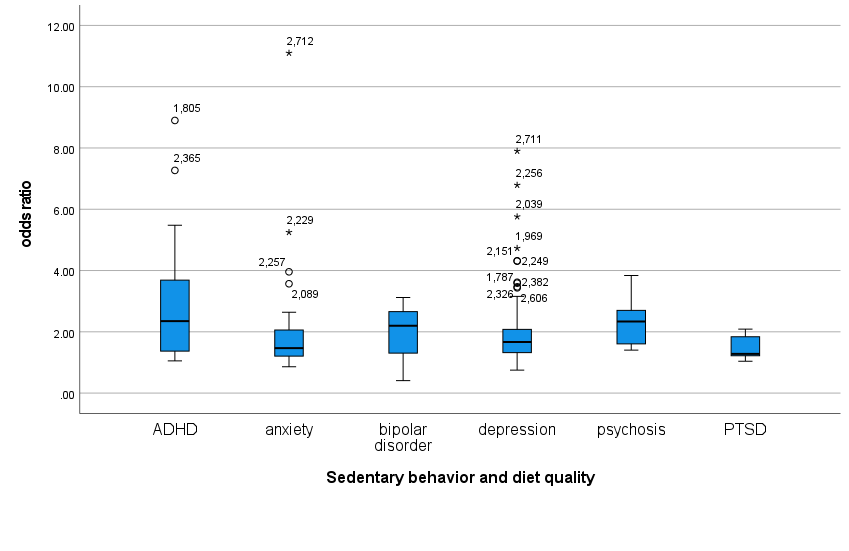 12.00
10.00
8.00
6.00
4.00
2.00
.00
odds ratio
1,805
2,365
2,712
2,229
2,257
2,089
2,711
2,256
2,039
1,969
2,151 2,249
1,787 2,382
2,326 2,606
ADHD
anxiety
bipolar
disorder
depression
psychosis
PTSD
Sedentary behavior and diet quality